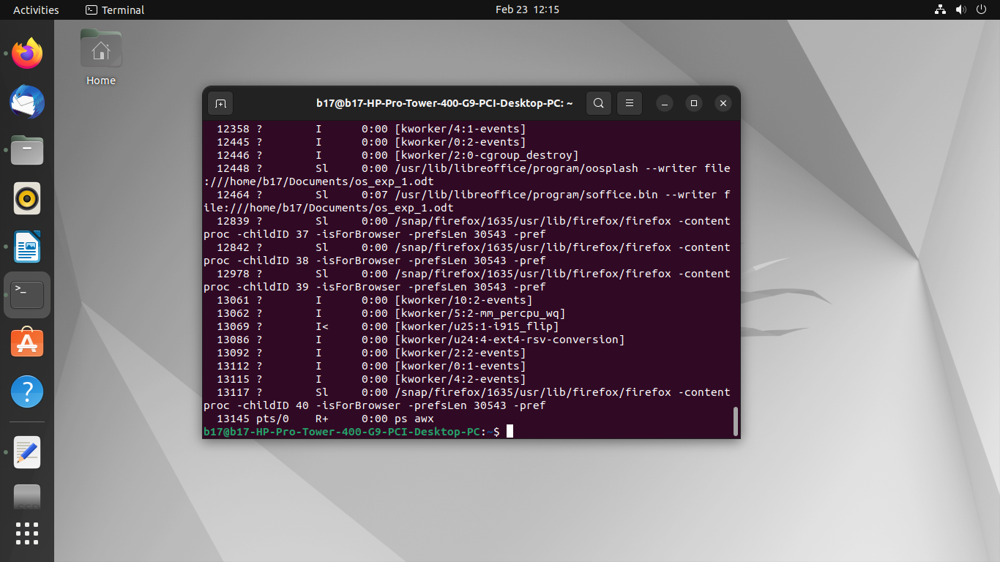 Activities
Terminal
Feb 23 12:15
Home
b17@b17-HP-Pro-Tower-400-G9-PCI-Desktop-PC: ~
12358 ? I 0:00 [kworker/4:1-events]
12445 ? I 0:00 [kworker/0:2-events]
12446 ? I 0:00 [kworker/2:0-cgroup_destroy]
12448 ? Sl 0:00 /usr/lib/libreoffice/program/oosplash --writer file
:///home/b17/Documents/os_exp_1.odt
12464 ? Sl 0:07 /usr/lib/libreoffice/program/soffice.bin --writer f
ile:///home/b17/Documents/os_exp_1.odt
12839 ? Sl 0:00 /snap/firefox/1635/usr/lib/firefox/firefox -content
proc -childID 37 -isForBrowser -prefsLen 30543 -pref
12842 ? Sl 0:00 /snap/firefox/1635/usr/lib/firefox/firefox -content
proc -childID 38 -isForBrowser -prefsLen 30543 -pref
12978 ? Sl 0:00 /snap/firefox/1635/usr/lib/firefox/firefox -content
proc -childID 39 -isForBrowser -prefsLen 30543 -pref
13061 ? I 0:00 [kworker/10:2-events]
13062 ? I 0:00 [kworker/5:2-mm_percpu_wq]
13069 ? I< 0:00 [kworker/u25:1-i915_flip]
13086 ? I 0:00 [kworker/u24:4-ext4-rsv-conversion]
13092 ? I 0:00 [kworker/2:2-events]
13112 ? I 0:00 [kworker/0:1-events]
13115 ? I 0:00 [kworker/4:2-events]
13117 ? Sl 0:00 /snap/firefox/1635/usr/lib/firefox/firefox -content
proc -childID 40 -isForBrowser -prefsLen 30543 -pref
13145 pts/0 R+ 0:00 ps awx
b17@b17-HP-Pro-Tower-400-G9-PCI-Desktop-PC:~$